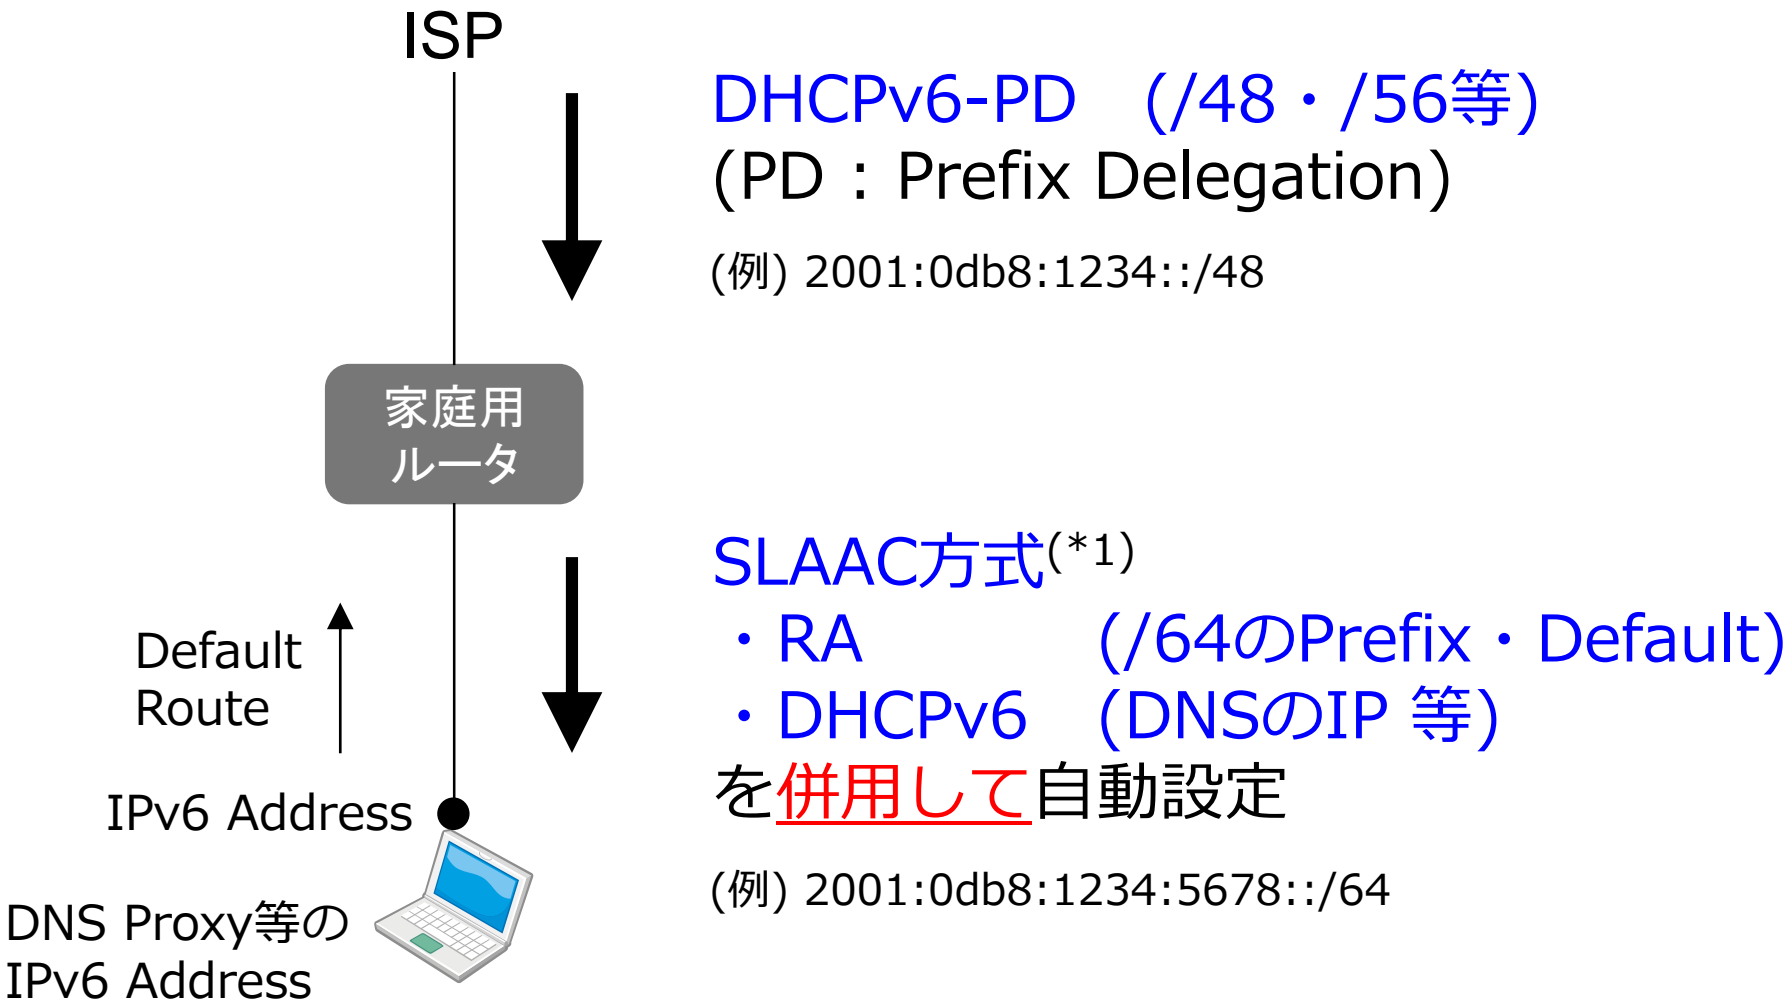 ISP
DHCPv6-PD　(/48・/56等)
(PD：Prefix Delegation)
(例) 2001:0db8:1234::/48
家庭用
ルータ
SLAAC方式(*1)
・RA　　　(/64のPrefix・Default)
・DHCPv6　(DNSのIP 等)
を併用して自動設定
(例) 2001:0db8:1234:5678::/64
Default
Route
IPv6 Address
DNS Proxy等の
IPv6 Address